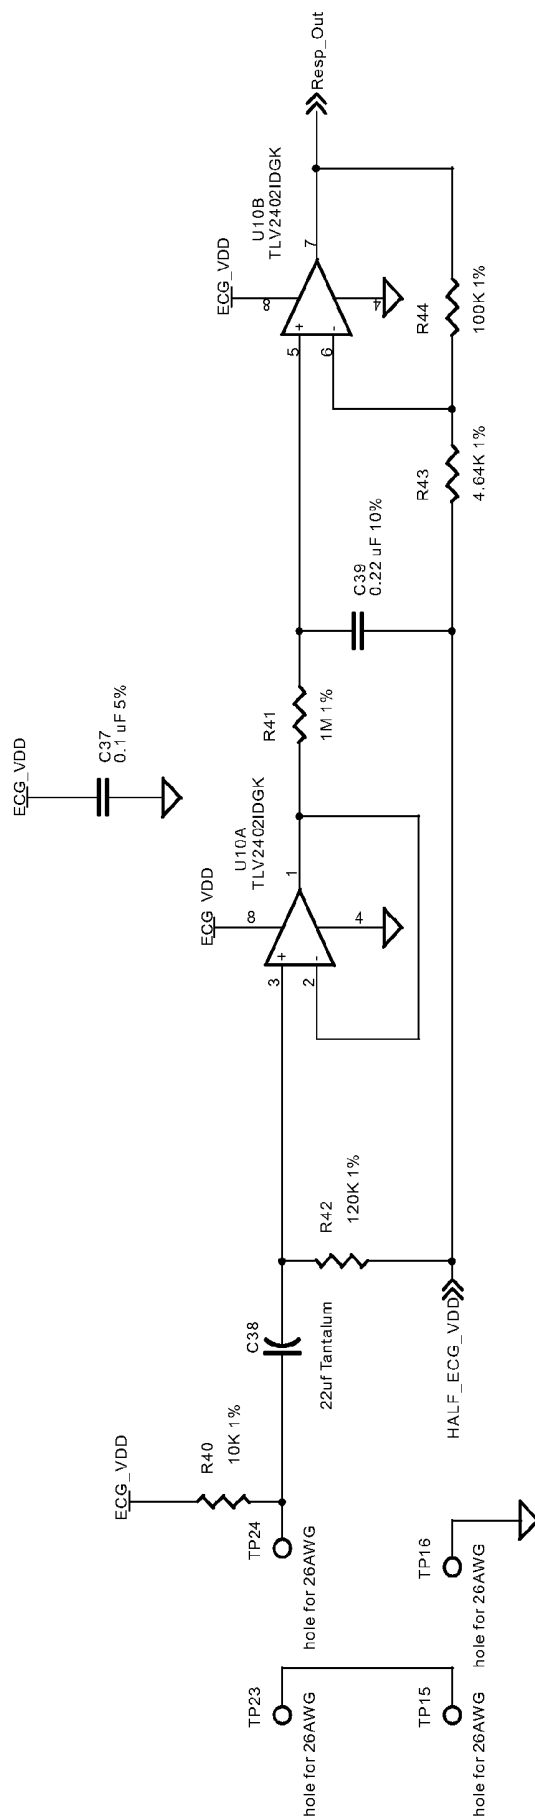 TP23
hole for 26AWG
TP15
hole for 26AWG
ECG_VDD
R40
10K 1%
TP24
hole for 26AWG
TP16
hole for 26AWG
C38
22uf Tantalum
HALF_ECG_VDD
R42
120K 1%
ECG_VDD
8
3
+
2
-
4
1
U10A
TLV2402IDGK
ECG_VDD
C37
0.1 uF 5%
R41
1M 1%
C39
0.22 uF 10%
R43
4.64K 1%
ECG_VDD
8
5
+
6
-
4
7
U10B
TLV2402IDGK
R44
100K 1%
Resp_Out